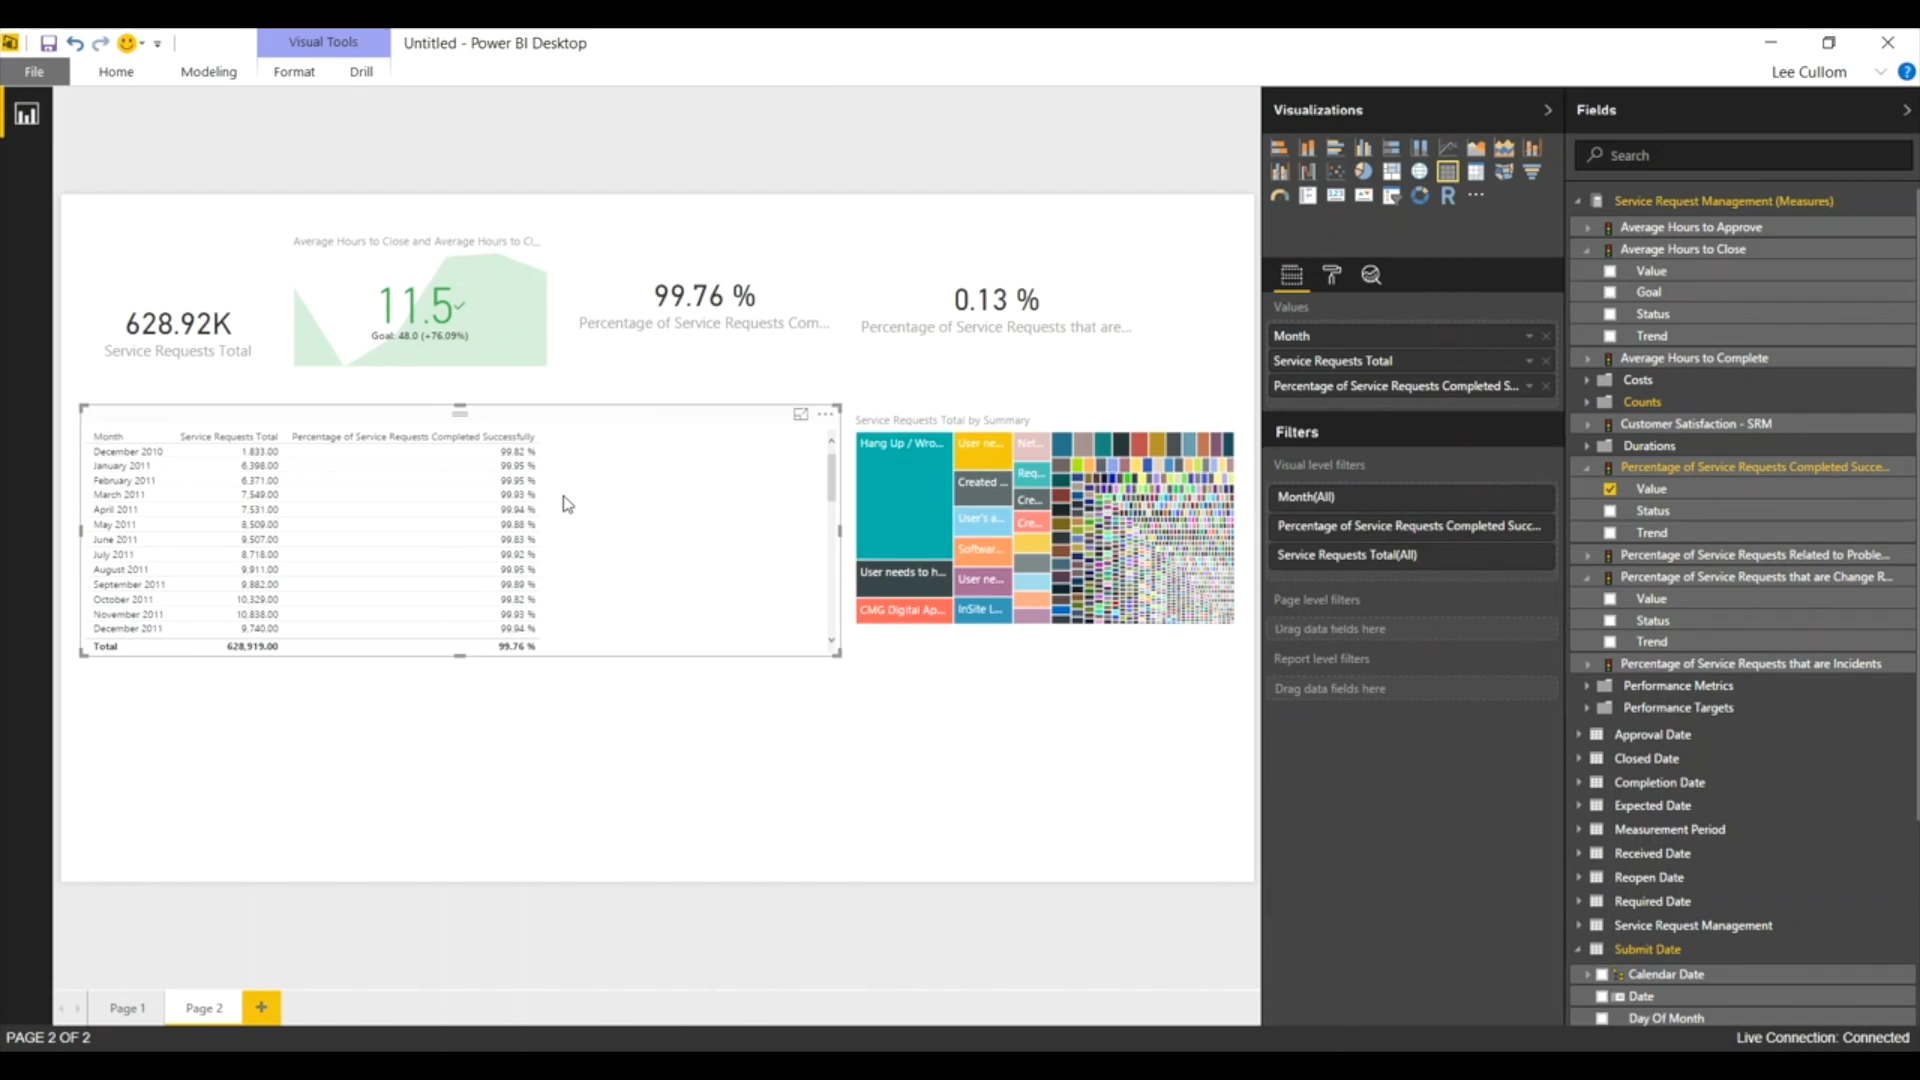 Visual Tools
Untitled - Power BI Desktop
File
Home
Modeling
Format
Drill
Lee Cullom
?
Average Hours to Close and Average Hours to Cl...
11.5
Goal: 48.0 (+76.09%)
628.92K
Service Requests Total
99.76 %
Percentage of Service Requests Com...
0.13 %
Percentage of Service Requests that are...
Month Service Requests Total Percentage of Service Requests Completed Successfully
December 2010 1,833.00 99.82 %
January 2011 6,398.00 99.95 %
February 2011 6,371.00 99.95 %
March 2011 7,549.00 99.93 %
April 2011 7,531.00 99.94 %
May 2011 8,509.00 99.88 %
June 2011 9,507.00 99.83 %
July 2011 8,718.00 99.92 %
August 2011 9,911.00 99.95 %
September 2011 9,882.00 99.89 %
October 2011 10,329.00 99.82 %
November 2011 10,838.00 99.93 %
December 2011 9,740.00 99.94 %
Total 628,919.00 99.76 %
Service Requests Total by Summary
Hang Up / Wro...
User needs to h...
CMG Digital Ap...
User ne...
Created ...
User's a...
Softwar...
User ne...
InSite L...
Net...
Req...
Cre...
Cre...
Page 1
Page 2
+
PAGE 2 OF 2
Visualizations
R
Values
Month
Service Requests Total
Percentage of Service Requests Completed S...
Filters
Visual level filters
Month(All)
Percentage of Service Requests Completed Succ...
Service Requests Total(All)
Page level filters
Drag data fields here
Report level filters
Drag data fields here
Fields
Search
Service Request Management (Measures)
Average Hours to Approve
Average Hours to Close
Value
Goal
Status
Trend
Average Hours to Complete
Costs
Counts
Customer Satisfaction - SRM
Durations
Percentage of Service Requests Completed Succe...
Value
Status
Trend
Percentage of Service Requests Related to Proble...
Percentage of Service Requests that are Change R...
Value
Status
Trend
Percentage of Service Requests that are Incidents
Performance Metrics
Performance Targets
Approval Date
Closed Date
Completion Date
Expected Date
Measurement Period
Received Date
Reopen Date
Required Date
Service Request Management
Submit Date
Calendar Date
Date
Day Of Month
Live Connection: Connected